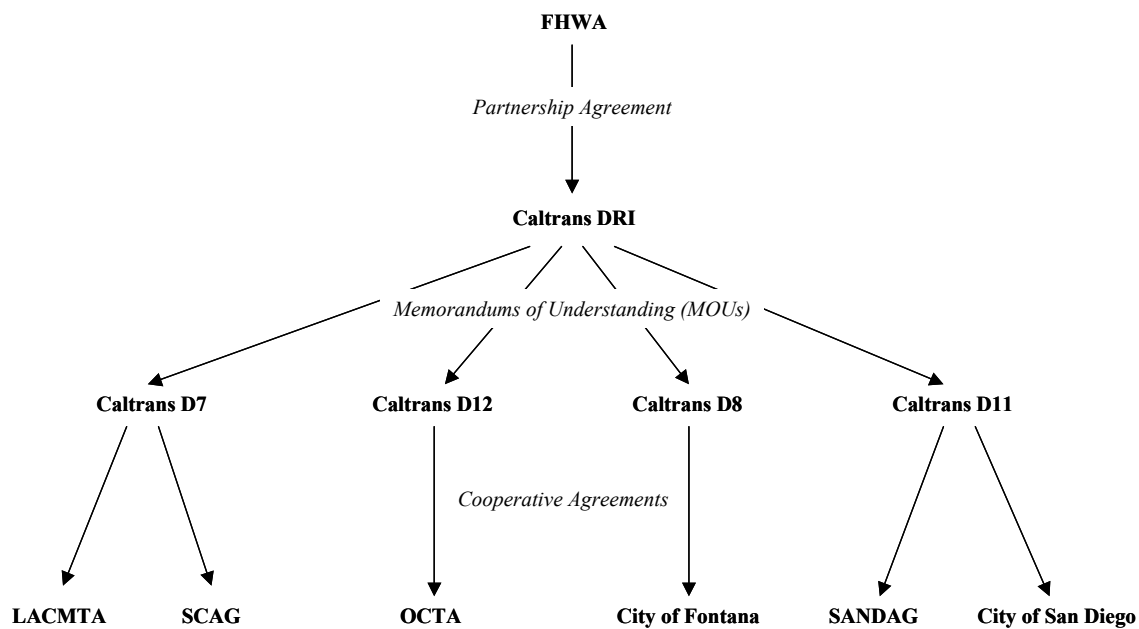 FHWA
Partnership Agreement
Caltrans DRI
Memorandums of Understanding (MOUs)
Caltrans D7 Caltrans D12 Caltrans D8 Caltrans D11
Cooperative Agreements
LACMTA SCAG OCTA City of Fontana SANDAG City of San Diego